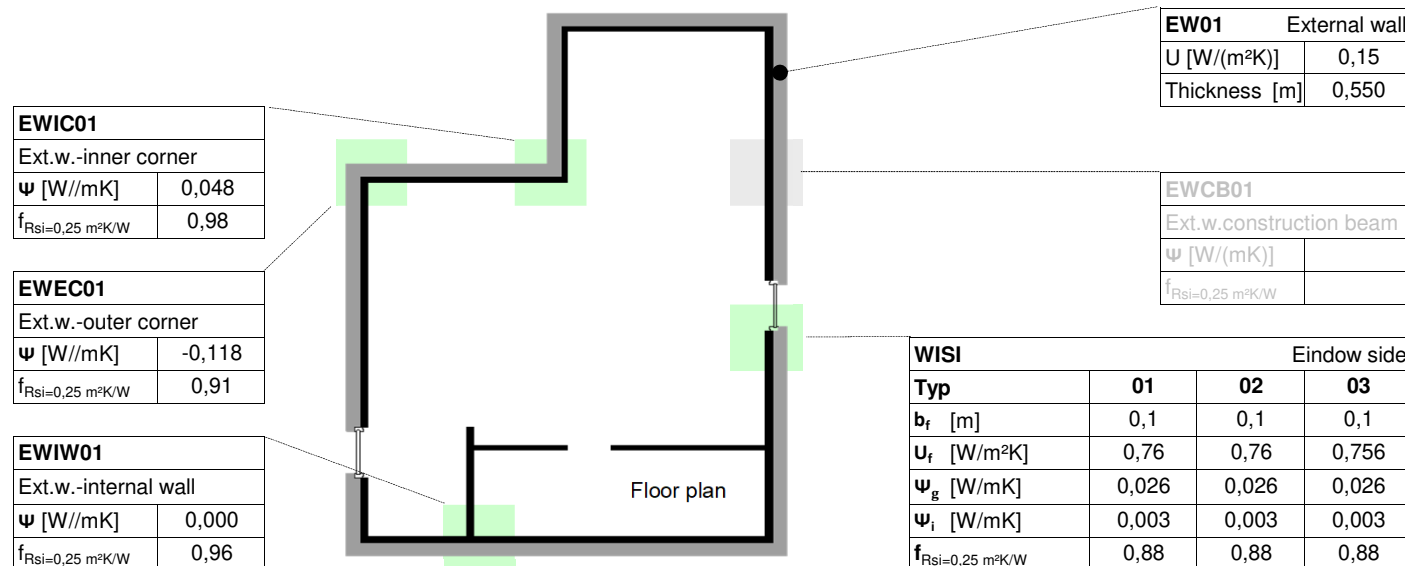 EW01 External wall
U [W/(m²K)] 0,15
Thickness [m] 0,550
EWIC01
Ext.w.-inner corner
Ψ [W//mK] 0,048
fRsi=0,25 m²K/W 0,98
EWCB01
Ext.w.construction beam
Ψ [W/(mK)]
fRsi=0,25 m²K/W
EWEC01
Ext.w.-outer corner
Ψ [W//mK] -0,118
fRsi=0,25 m²K/W 0,91
WISI Eindow side
Typ 01 02 03
bf [m] 0,1 0,1 0,1
Uf [W/m²K] 0,76 0,76 0,756
Ψg [W/mK] 0,026 0,026 0,026
Ψi [W/mK] 0,003 0,003 0,003
fRsi=0,25 m²K/W 0,88 0,88 0,88
EWIW01
Ext.w.-internal wall
Ψ [W//mK] 0,000
fRsi=0,25 m²K/W 0,96
Floor plan